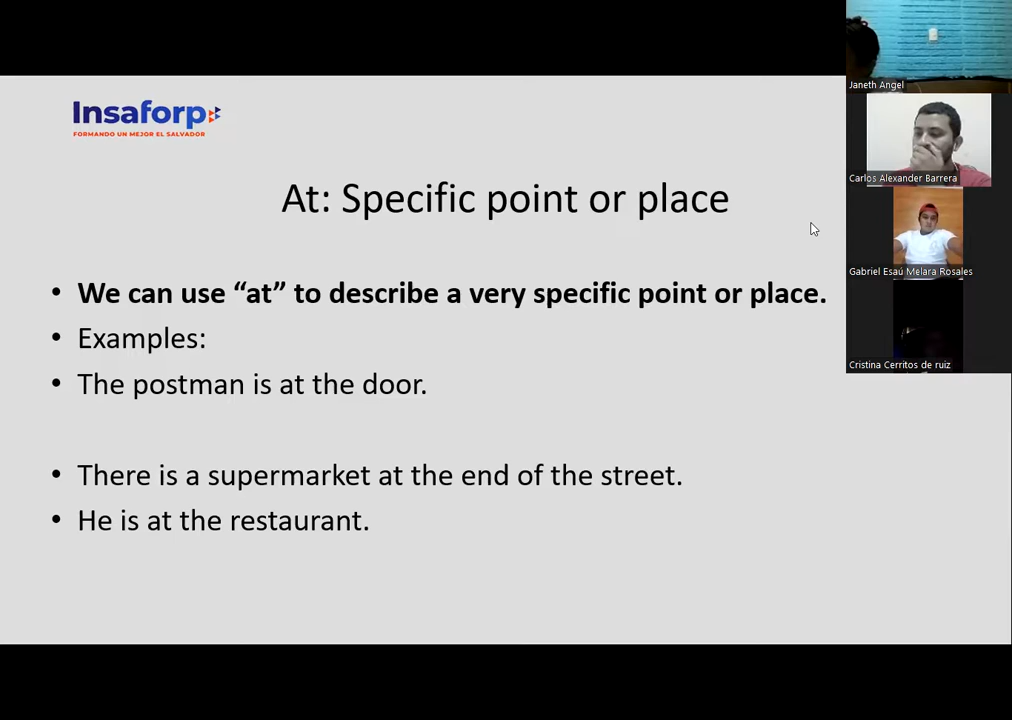 Insaforp
FORMANDO UN MEJOR EL SALVADOR
At: Specific point or place
• We can use “at” to describe a very specific point or place.
• Examples:
• The postman is at the door.
• There is a supermarket at the end of the street.
• He is at the restaurant.
Janeth Angel
Carlos Alexander Barrera
Gabriel Esaú Melara Rosales
Cristina Cerritos de ruiz